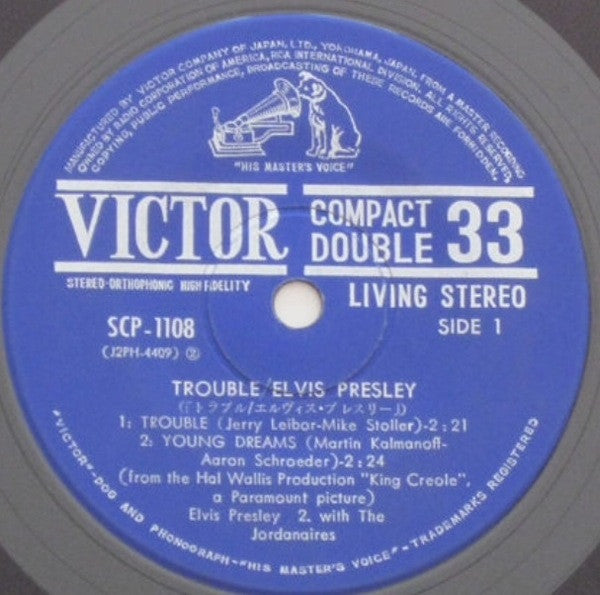 MANUFACTURED BY VICTOR COMPANY OF JAPAN, LTD., YOKOHAMA, JAPAN, FROM A MASTER RECORDING
OWNED BY RADIO CORPORATION OF AMERICA, RCA INTERNATIONAL DIVISION. ALL RIGHTS RESERVED.
COPYING, PUBLIC PERFORMANCE, BROADCASTING OF THESE RECORDS ARE FORBIDDEN.
"HIS MASTER'S VOICE"
VICTOR
COMPACT
DOUBLE 33
STEREO-ORTHOPHONIC HIGH FIDELITY
LIVING STEREO
SCP-1108
SIDE 1
(J2PH-4409) ②
TROUBLE/ELVIS PRESLEY
(『トラブル/エルヴィス・プレスリー』)
1: TROUBLE (Jerry Leibor-Mike Stoller)-2:21
2: YOUNG DREAMS (Martin Kalmanoff-
Aaron Schroeder)-2:24
(from the Hal Wallis Production "King Creole",
a Paramount picture)
Elvis Presley 2. with The
Jordanaires
"VICTOR"-DOG AND PHONOGRAPH-"HIS MASTER'S VOICE"-TRADEMARKS REGISTERED